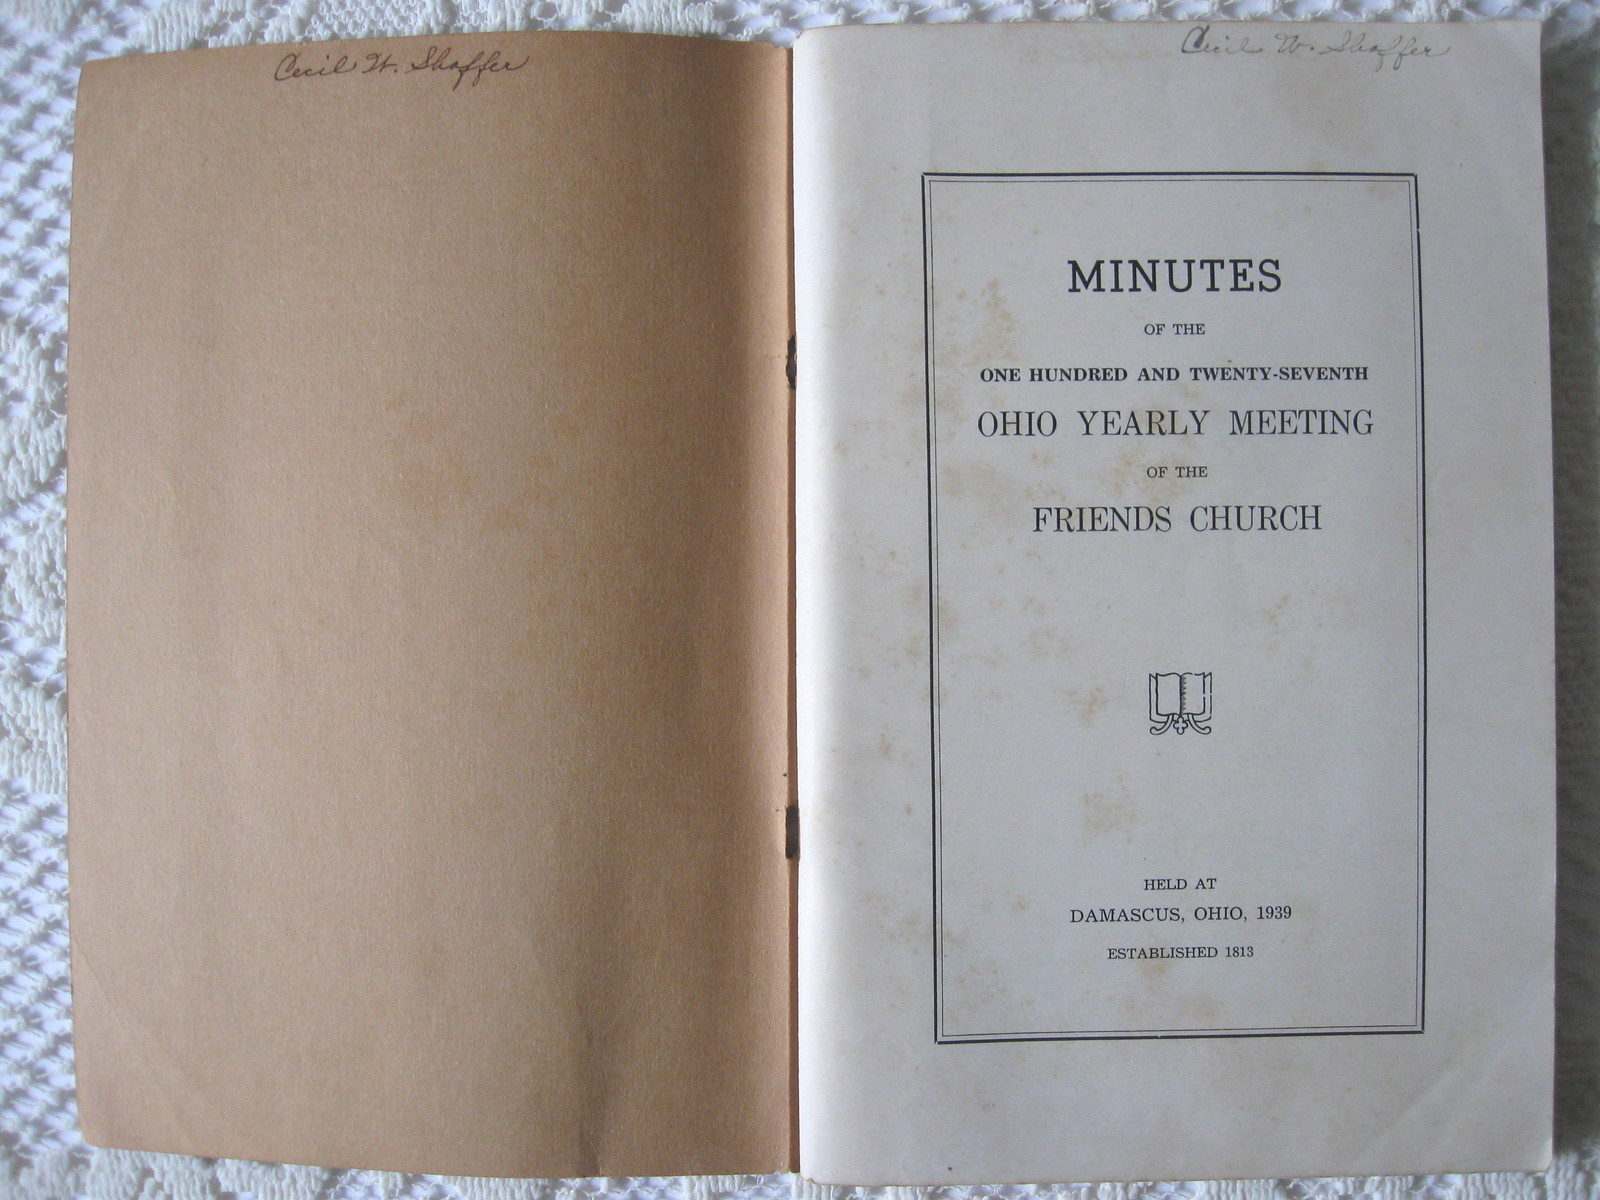 Cecil W. Shaffer
Cecil W. Shaffer
MINUTES
OF THE
ONE HUNDRED AND TWENTY-SEVENTH
OHIO YEARLY MEETING
OF THE
FRIENDS CHURCH
HELD AT
DAMASCUS, OHIO, 1939
ESTABLISHED 1813